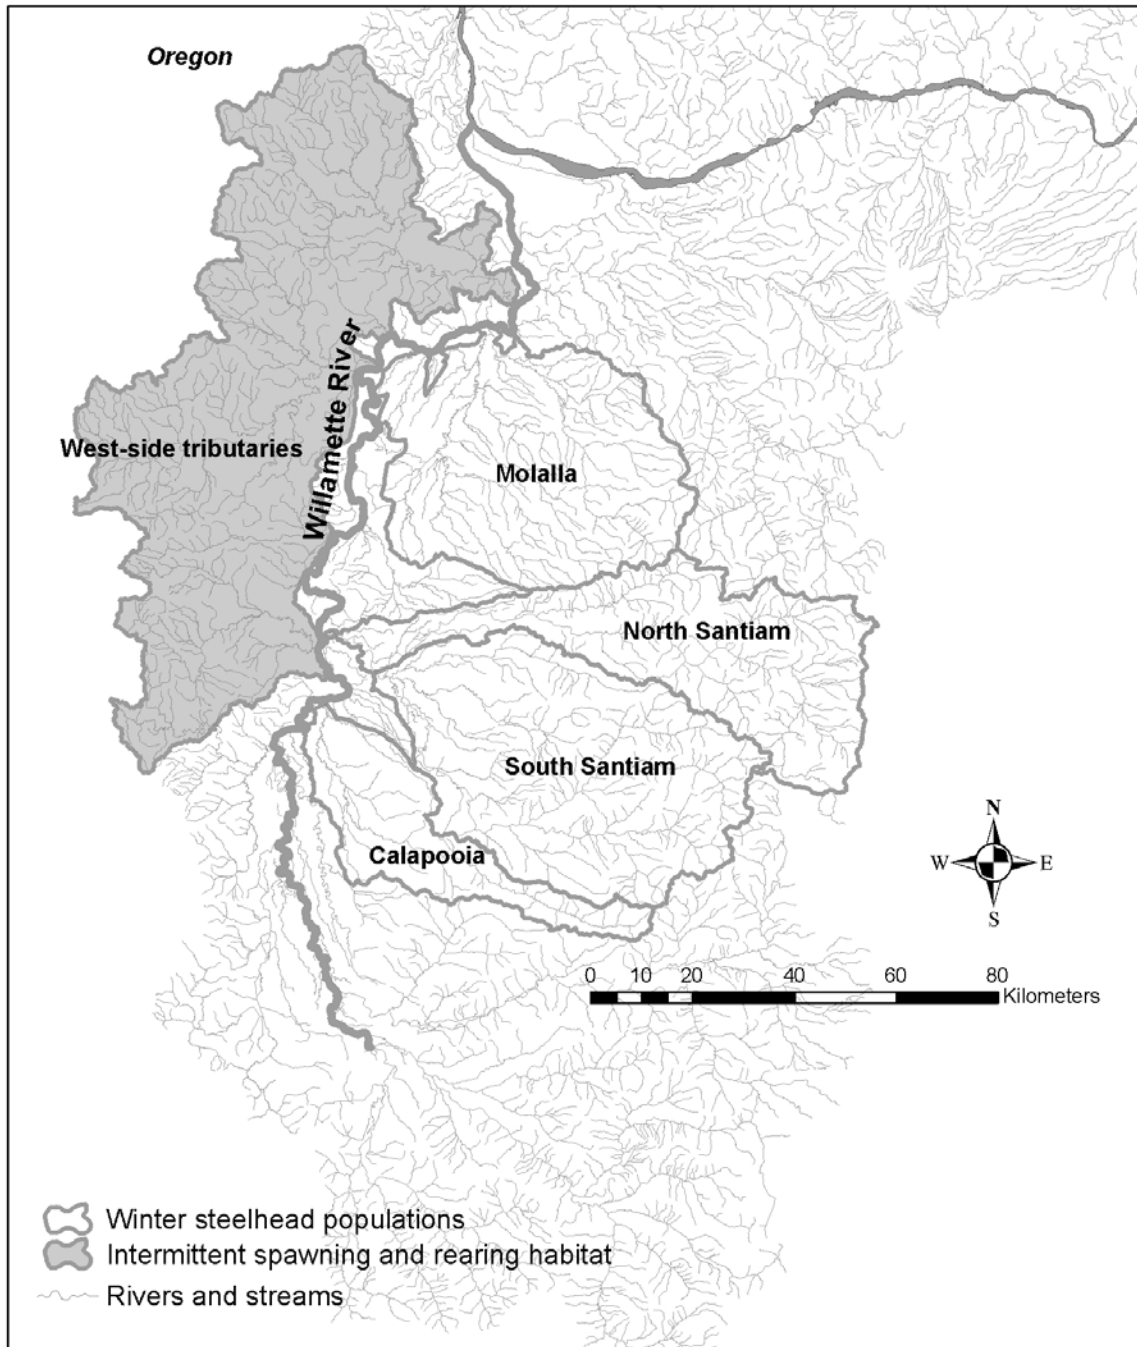 Oregon
Willamette River
West-side tributaries
Molalla
North Santiam
South Santiam
Calapooia
N
W E
S
0 10 20 40 60 80
Kilometers
Winter steelhead populations
Intermittent spawning and rearing habitat
Rivers and streams